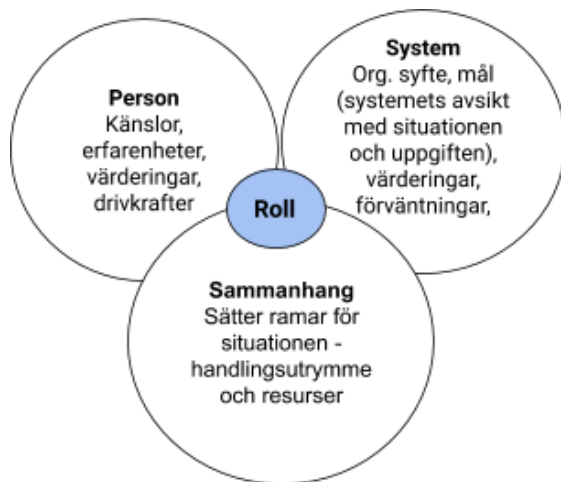 Person
Känslor,
erfarenheter,
värderingar,
drivkrafter
System
Org. syfte, mål
(systemets avsikt
med situationen
och uppgiften),
värderingar,
förväntningar,
Roll
Sammanhang
Sätter ramar för
situationen -
handlingsutrymme
och resurser